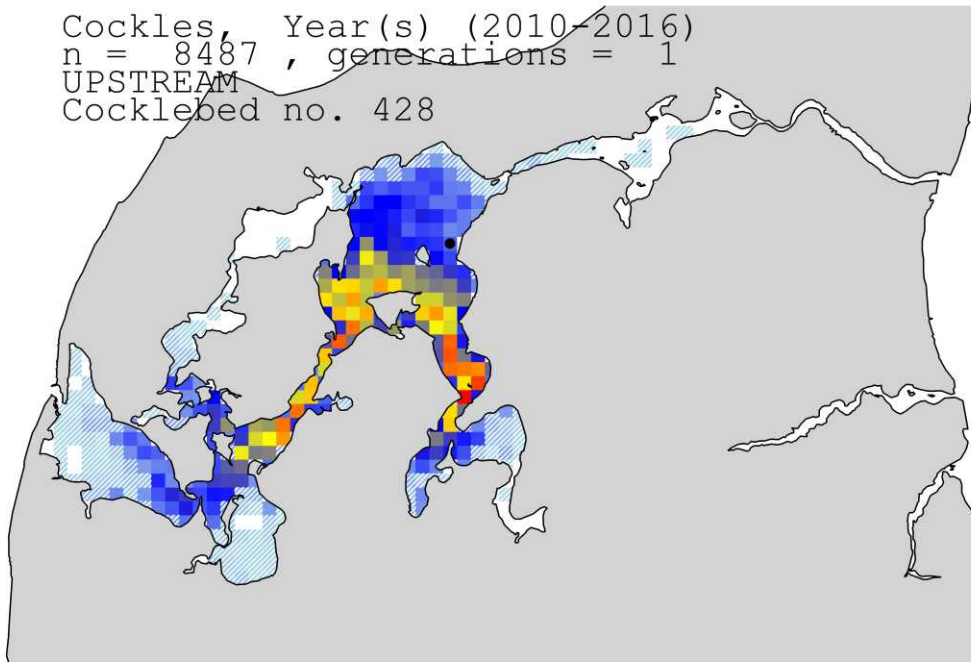 Cockles, Year(s) (2010-2016)
n = 8487 , generations = 1
UPSTREAM
Cocklebed no. 428